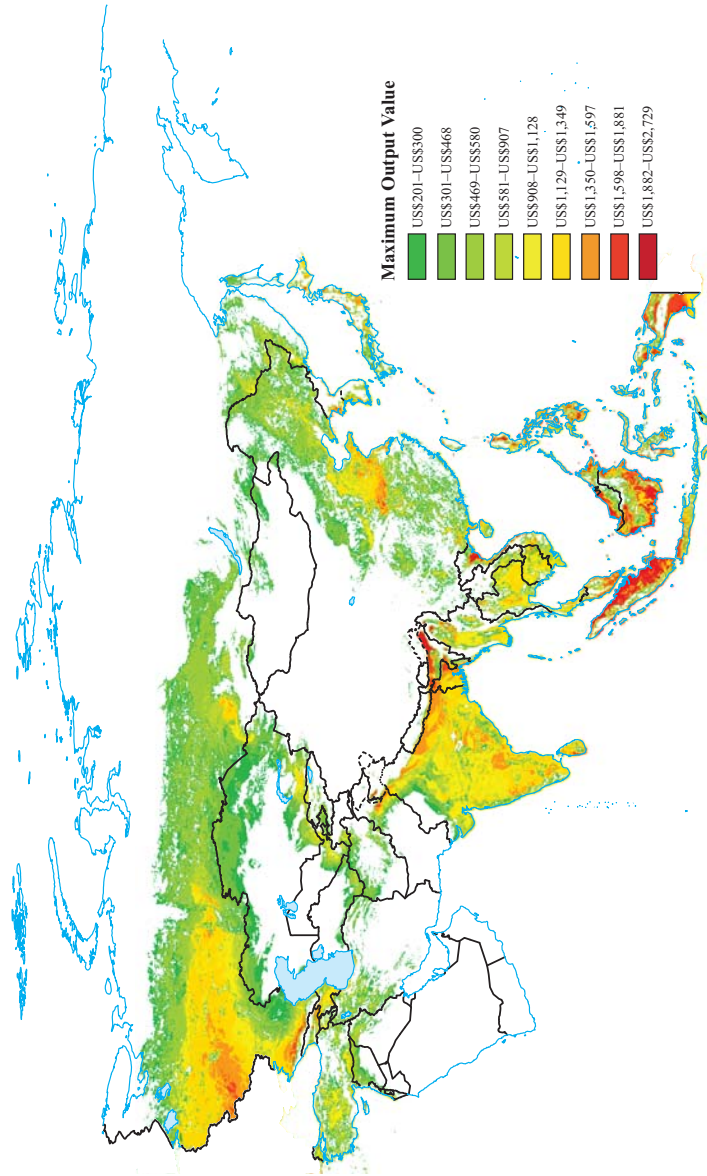 Maximum Output Value
US$201–US$300
US$301–US$468
US$469–US$580
US$581–US$907
US$908–US$1,128
US$1,129–US$1,349
US$1,350–US$1,597
US$1,598–US$1,881
US$1,882–US$2,729